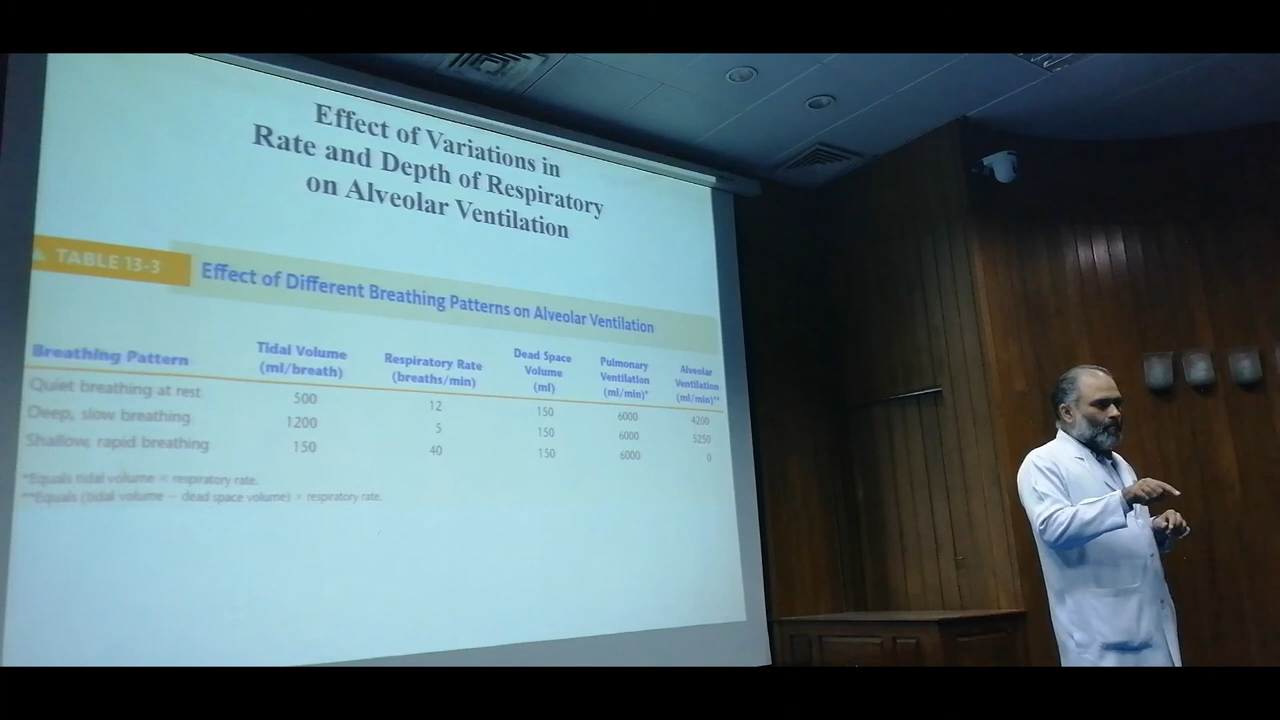 Effect of Variations in
Rate and Depth of Respiratory
on Alveolar Ventilation
▲ TABLE 13-3
Effect of Different Breathing Patterns on Alveolar Ventilation
Breathing Pattern Tidal Volume (ml/breath) Respiratory Rate (breaths/min) Dead Space Volume (ml) Pulmonary Ventilation (ml/min)* Alveolar Ventilation (ml/min)**
Quiet breathing at rest 500 12 150 6000 4200
Deep, slow breathing 1200 5 150 6000 5250
Shallow, rapid breathing 150 40 150 6000 0
*Equals tidal volume × respiratory rate.
**Equals (tidal volume − dead space volume) × respiratory rate.